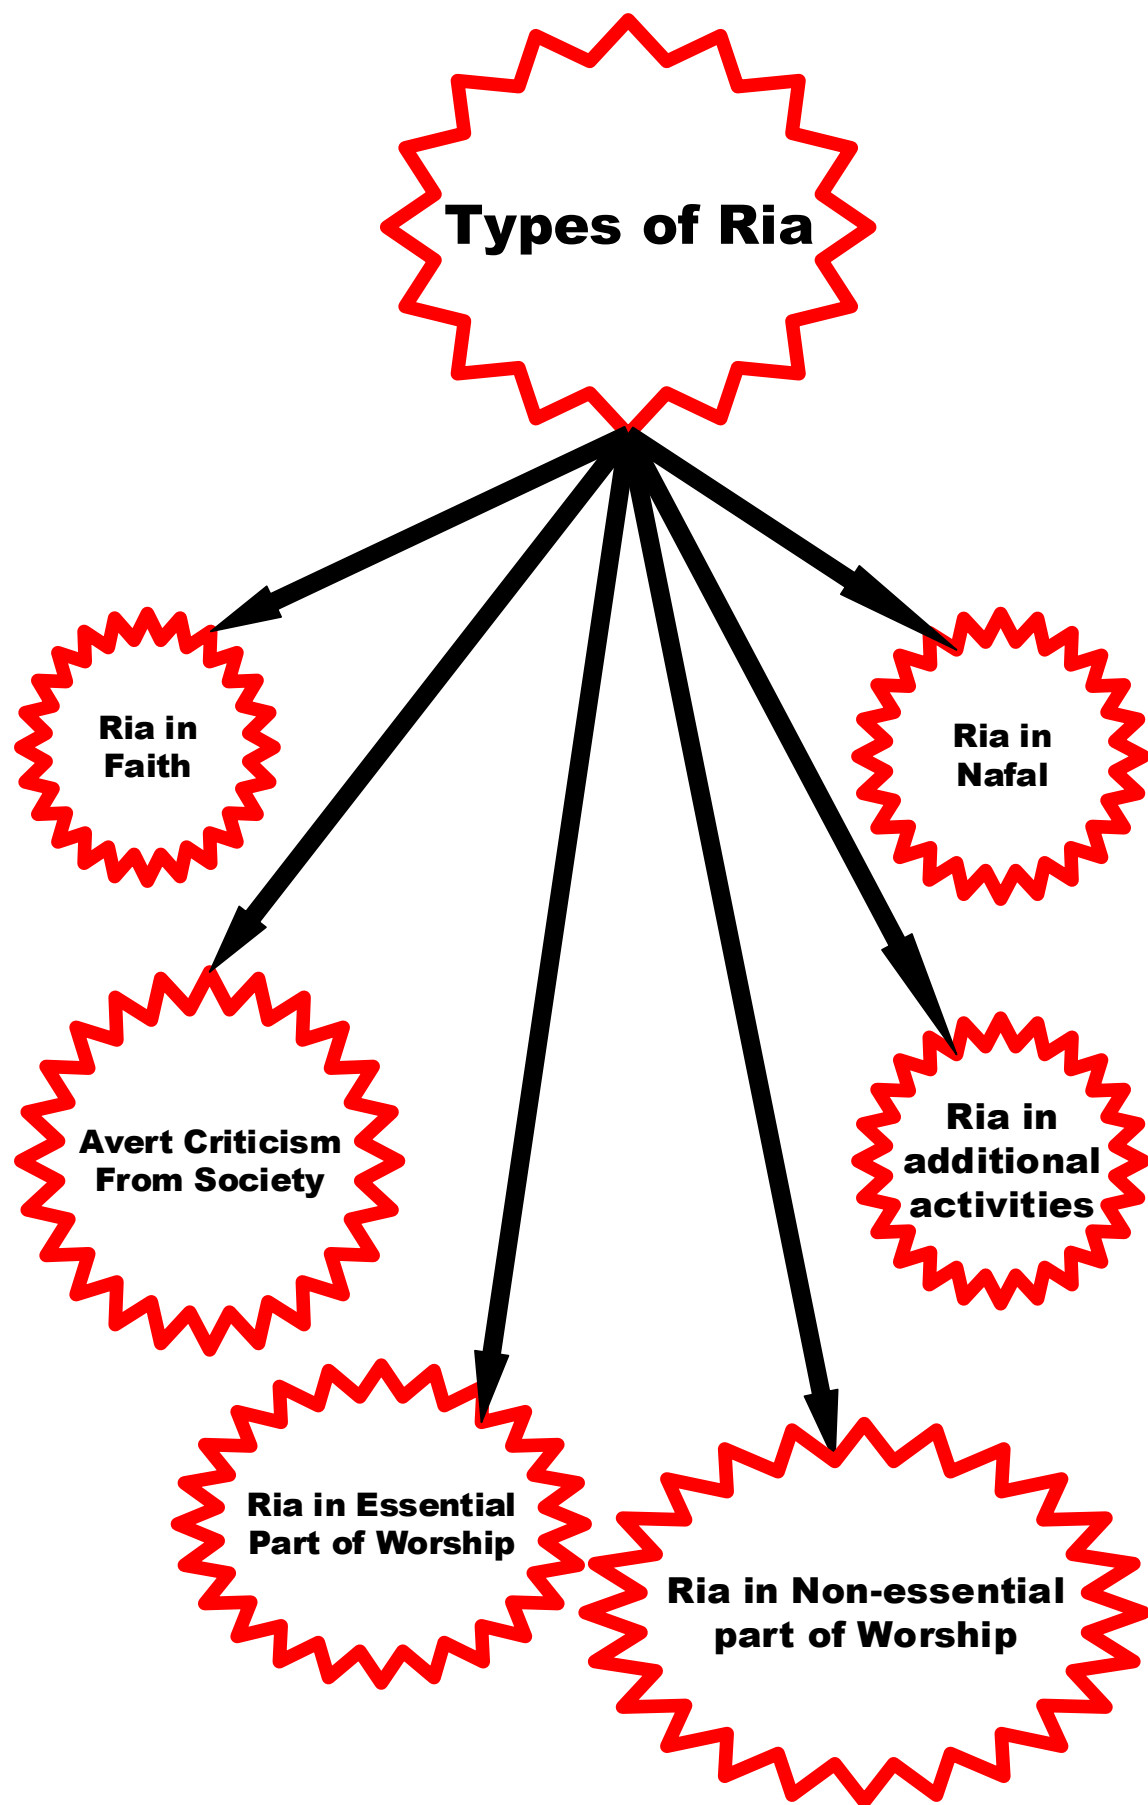 Types of Ria
Ria in
Faith
Ria in
Nafal
Avert Criticism
From Society
Ria in
additional
activities
Ria in Essential
Part of Worship
Ria in Non-essential
part of Worship